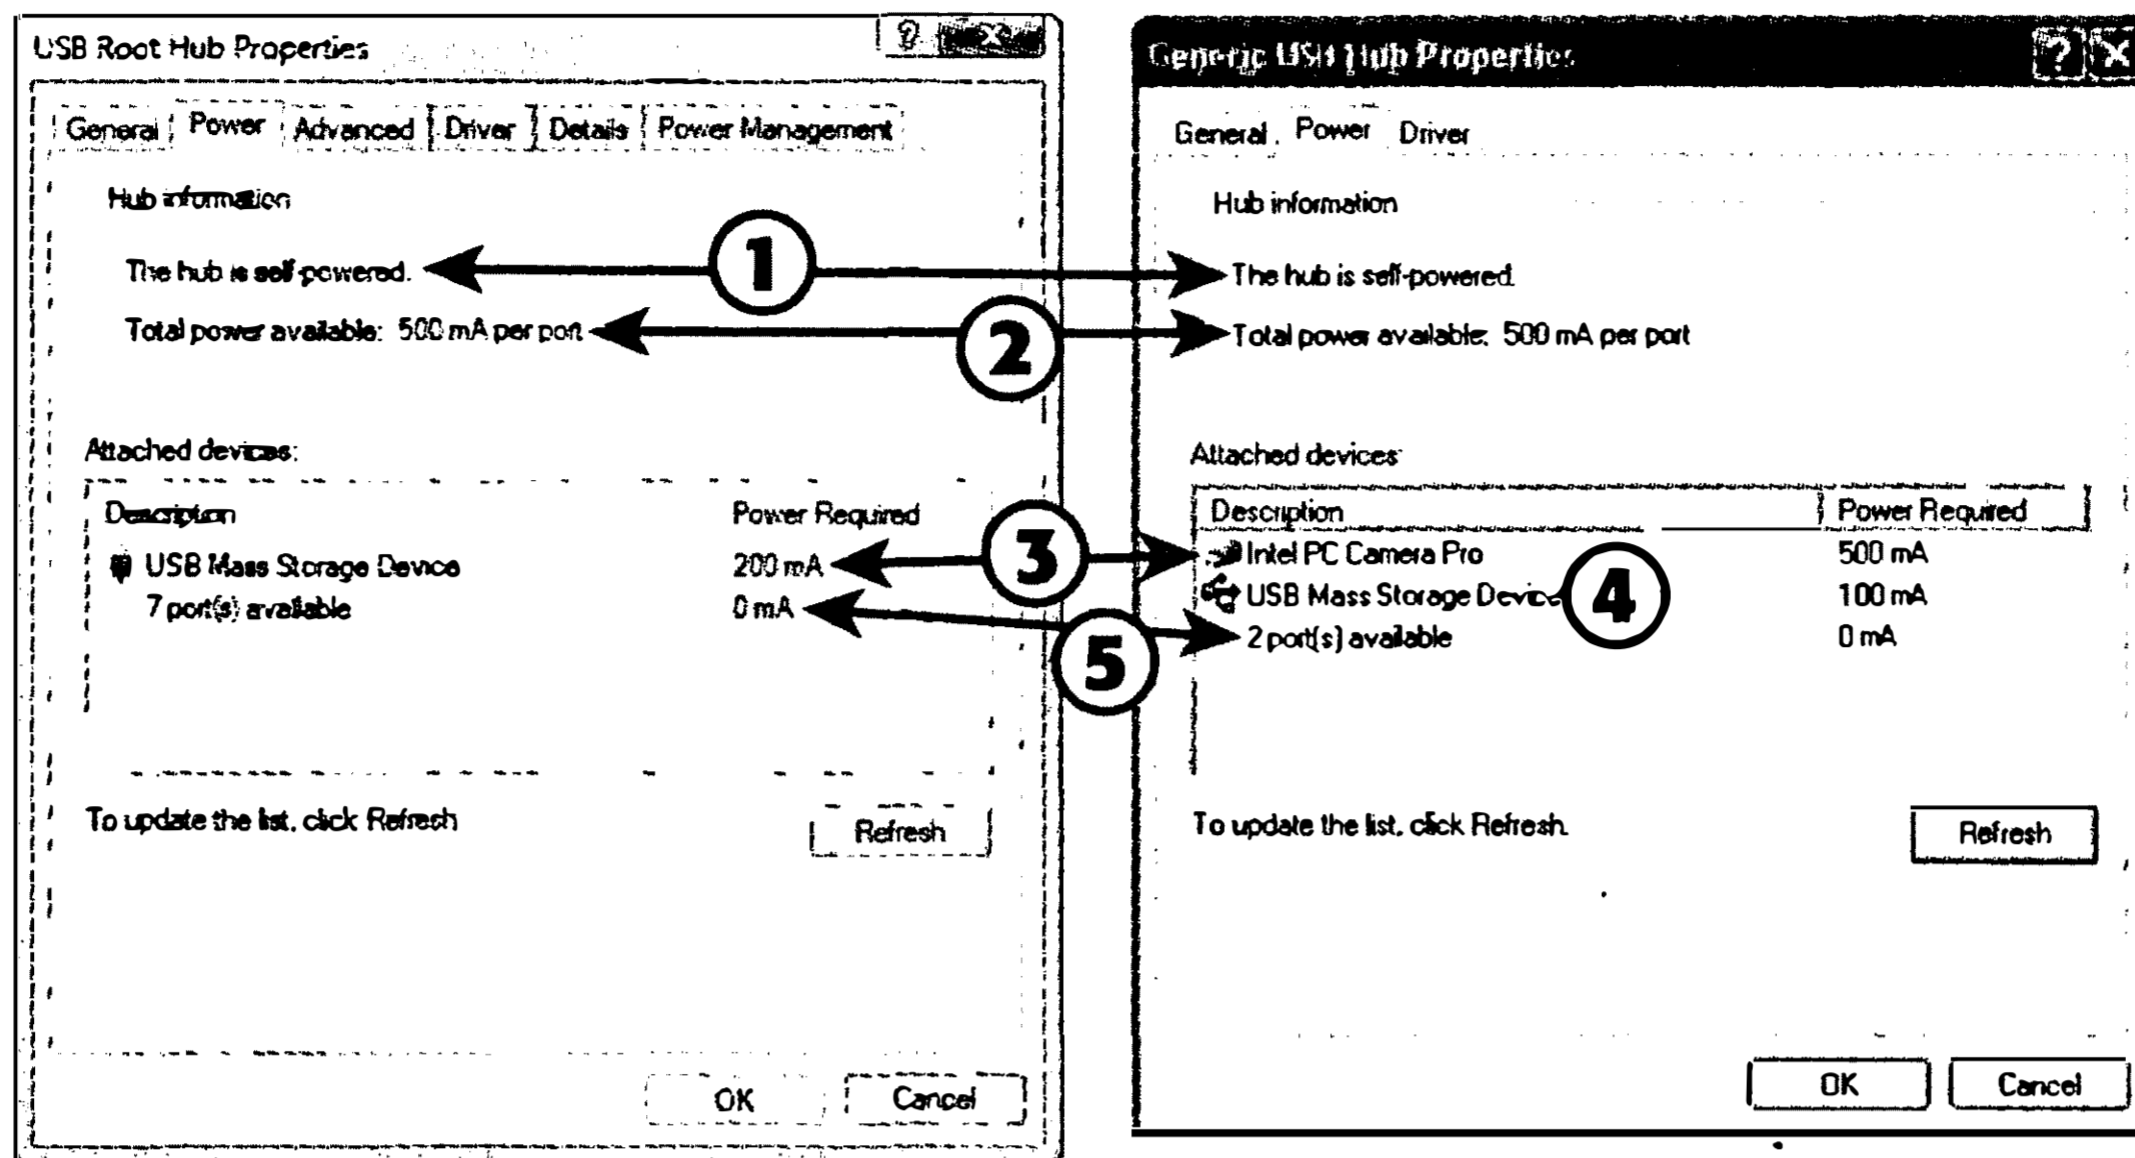 USB Root Hub Properties
General Power Advanced Driver Details Power Management
Hub information
The hub is self-powered.
Total power available: 500 mA per port
Attached devices:
Description Power Required
USB Mass Storage Device 200 mA
7 port(s) available 0 mA
To update the list, click Refresh
Refresh
OK Cancel
1
2
3
4
5
Generic USB Hub Properties
General Power Driver
Hub information
The hub is self-powered.
Total power available: 500 mA per port
Attached devices:
Description Power Required
Intel PC Camera Pro 500 mA
USB Mass Storage Device 100 mA
2 port(s) available 0 mA
To update the list, click Refresh.
Refresh
OK Cancel